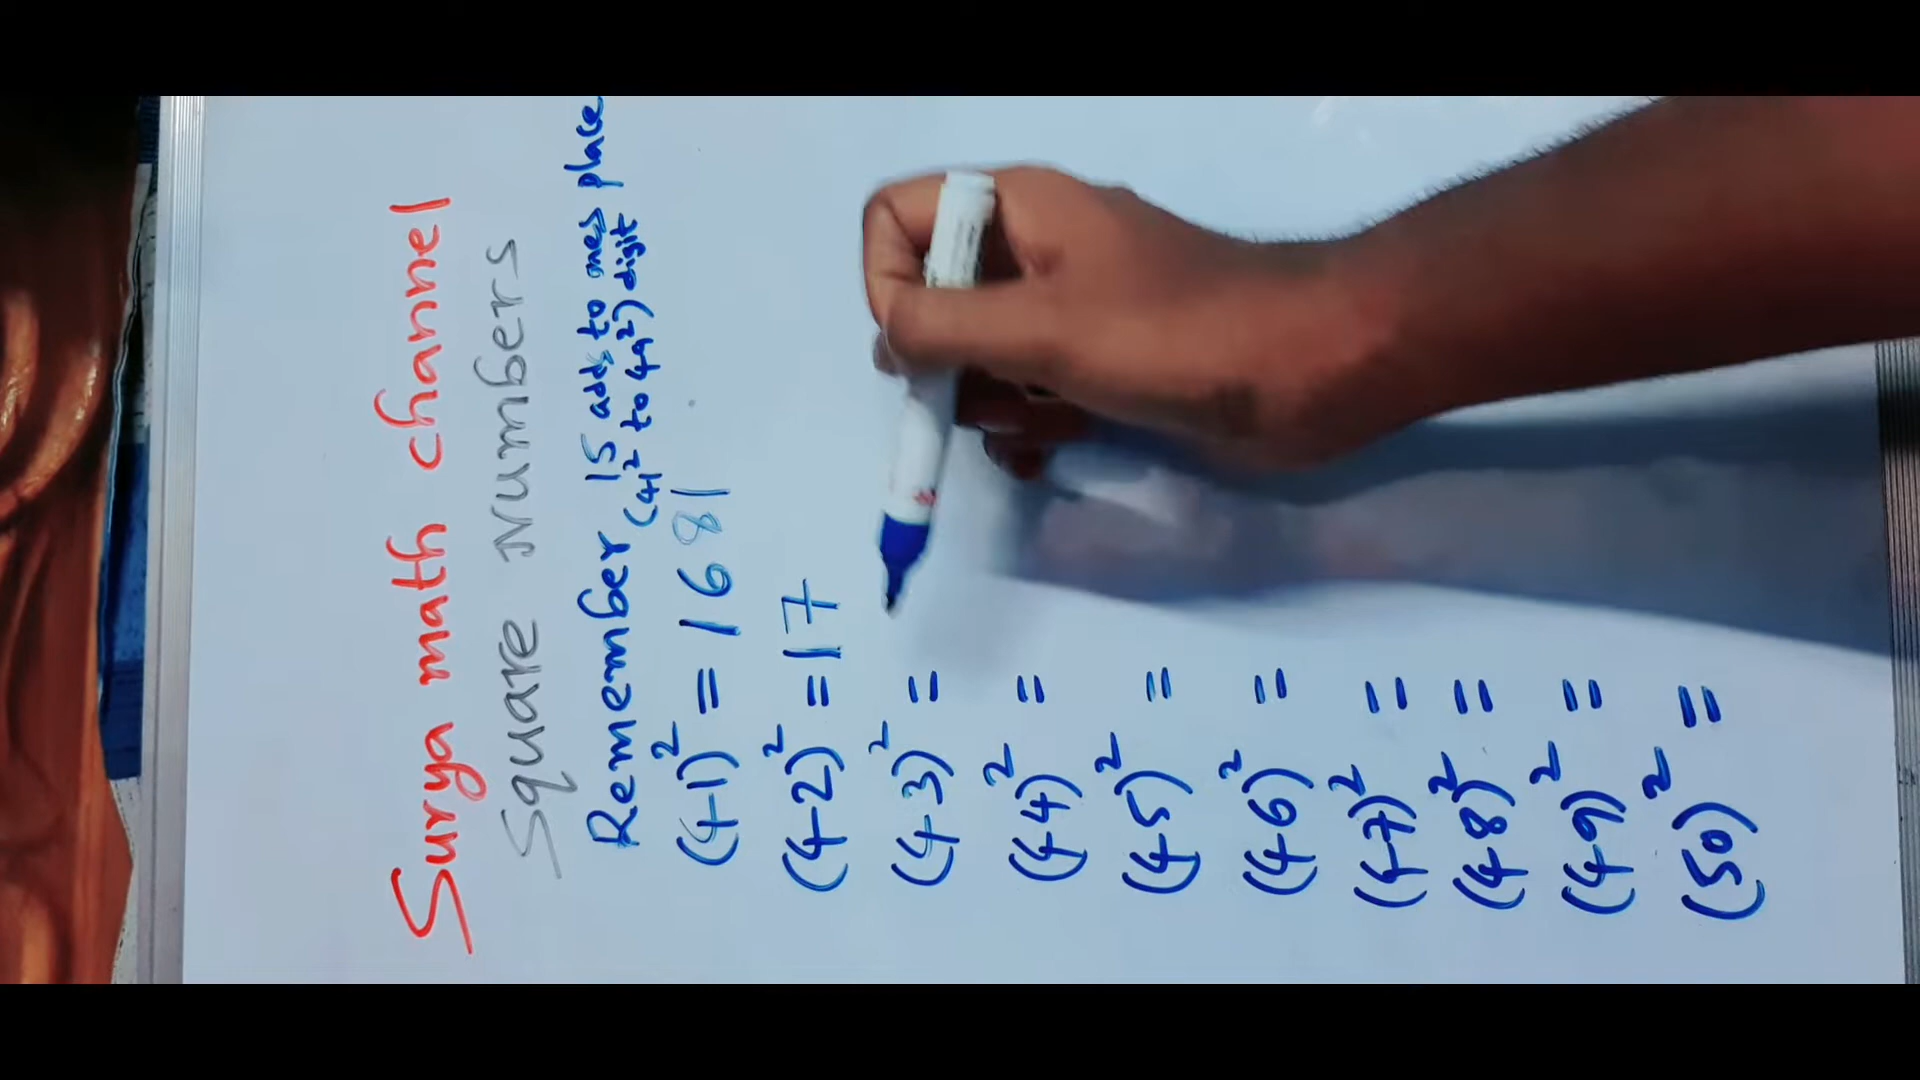 Surya math channel
Square Numbers
Remember 15 adds to ones place
(41² to 49²) digit
(41)² = 1681
(42)² = 17
(43)² =
(44)² =
(45)² =
(46)² =
(47)² =
(48)² =
(49)² =
(50)² =